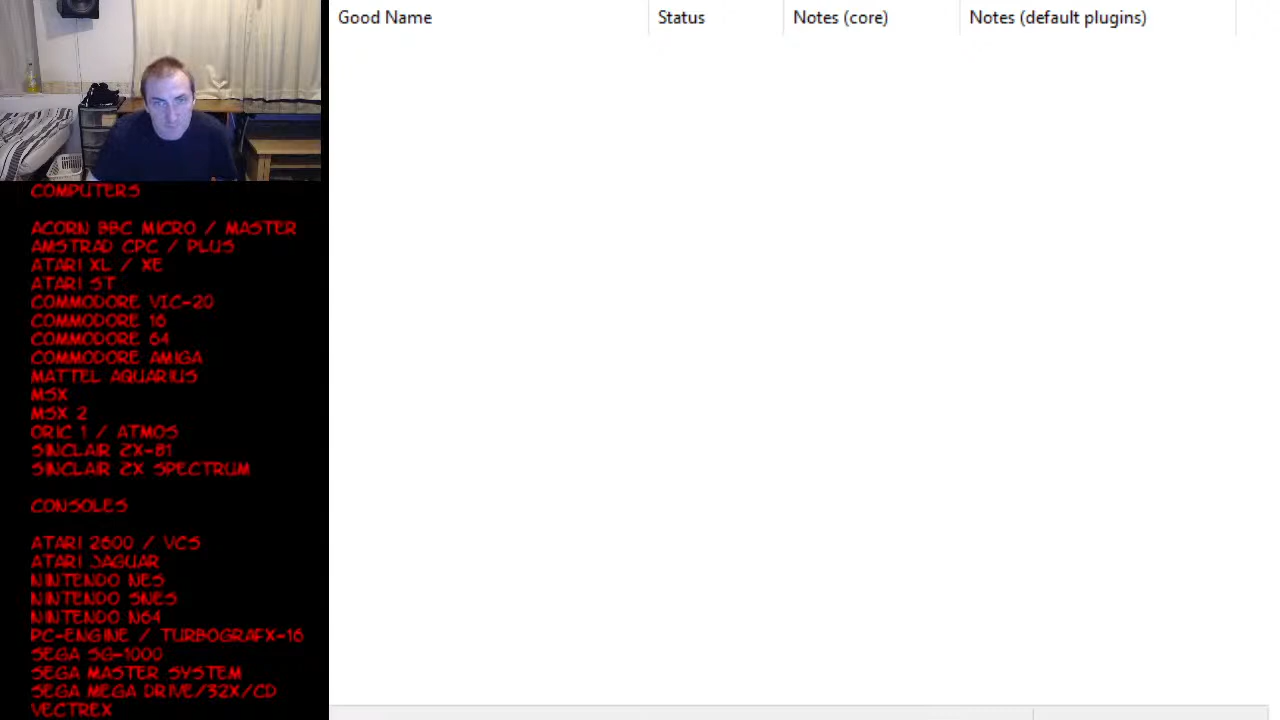 Good Name Status Notes (core) Notes (default plugins)
COMPUTERS
ACORN BBC MICRO / MASTER
AMSTRAD CPC / PLUS
ATARI XL / XE
ATARI ST
COMMODORE VIC-20
COMMODORE 16
COMMODORE 64
COMMODORE AMIGA
MATTEL AQUARIUS
MSX
MSX 2
ORIC 1 / ATMOS
SINCLAIR ZX-81
SINCLAIR ZX SPECTRUM
CONSOLES
ATARI 2600 / VCS
ATARI JAGUAR
NINTENDO NES
NINTENDO SNES
NINTENDO N64
PC-ENGINE / TURBOGRAFX-16
SEGA SG-1000
SEGA MASTER SYSTEM
SEGA MEGA DRIVE/32X/CD
VECTREX